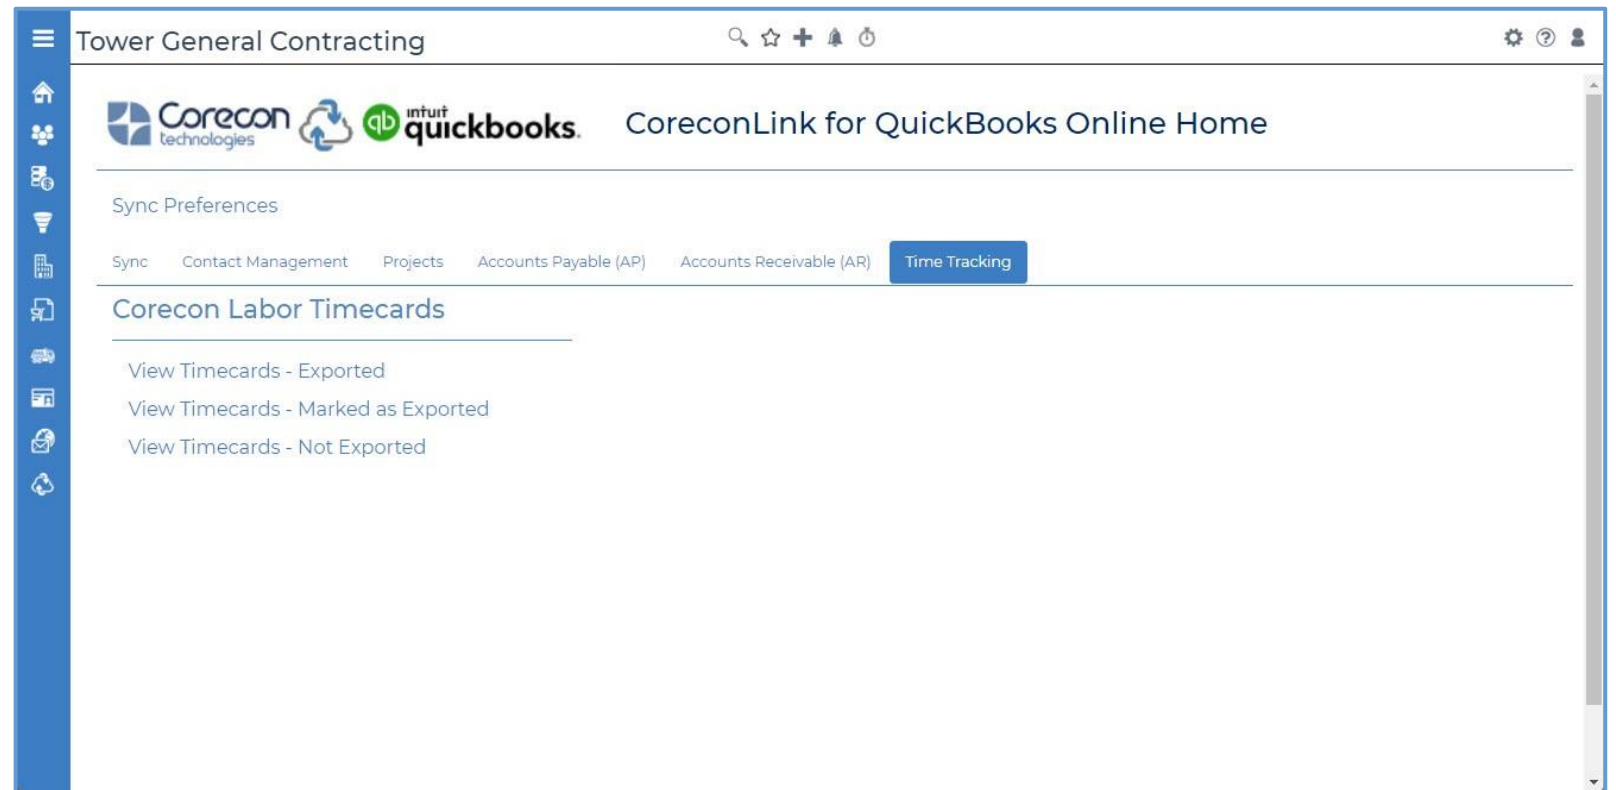 Tower General Contracting
Corecon technologies intuit quickbooks. CoreconLink for QuickBooks Online Home
Sync Preferences
Sync Contact Management Projects Accounts Payable (AP) Accounts Receivable (AR) Time Tracking
Corecon Labor Timecards
View Timecards - Exported
View Timecards - Marked as Exported
View Timecards - Not Exported